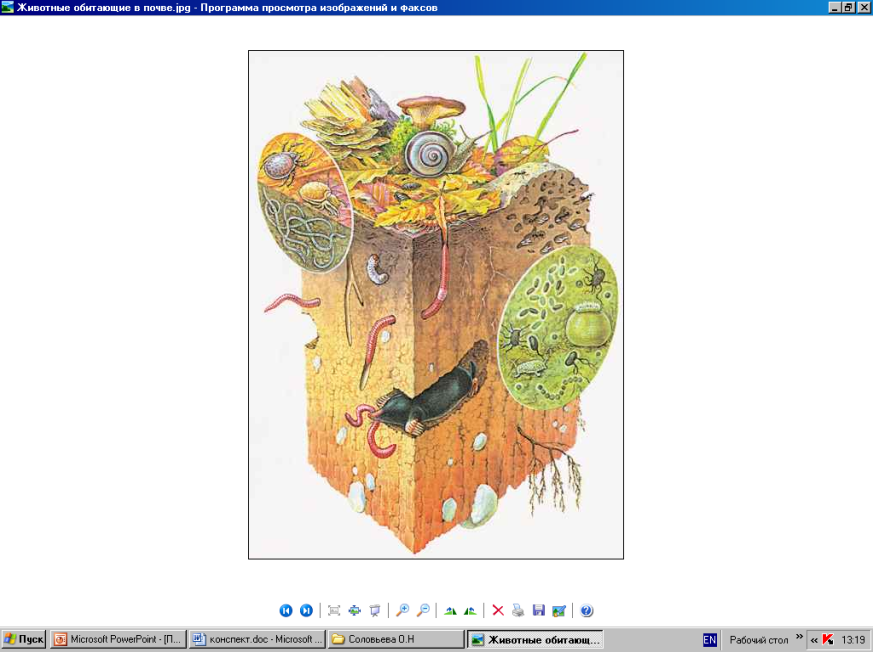 Животные обитающие в почве.jpg - Программа просмотра изображений и факсов
Пуск
Microsoft PowerPoint - [П...
конспект.doc - Microsoft ...
Соловьева О.Н
Животные обитающ...
EN
Рабочий стол
»
«
13:19